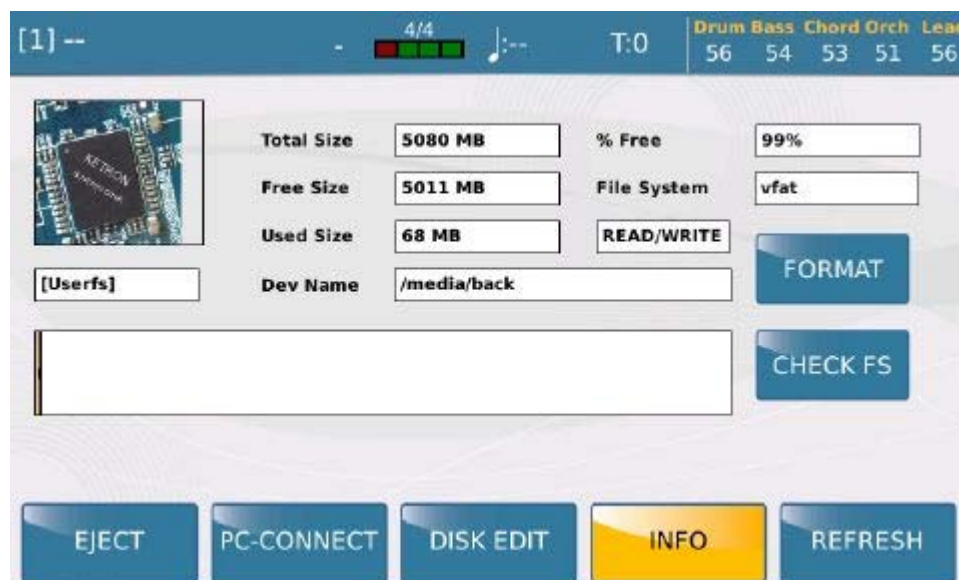 [1] --
- 4/4 ♩:-- T:0
Drum Bass Chord Orch Lead
56 54 53 51 56
KETRON
Total Size 5080 MB % Free 99%
Free Size 5011 MB File System vfat
Used Size 68 MB READ/WRITE
[Userfs] Dev Name /media/back
FORMAT
CHECK FS
EJECT PC-CONNECT DISK EDIT INFO REFRESH